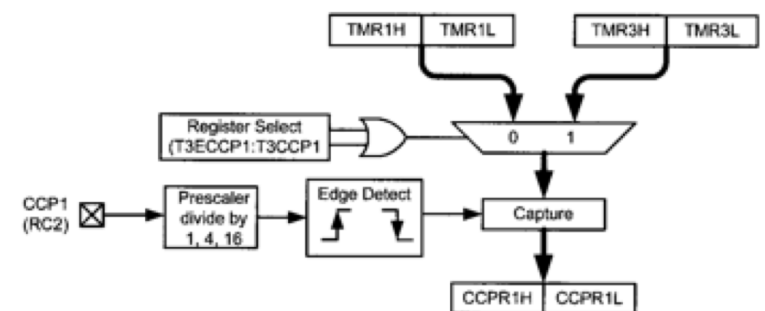 TMR1H TMR1L
TMR3H TMR3L
Register Select
(T3ECCP1:T3CCP1
0 1
CCP1
(RC2)
Prescaler
divide by
1, 4, 16
Edge Detect
Capture
CCPR1H CCPR1L